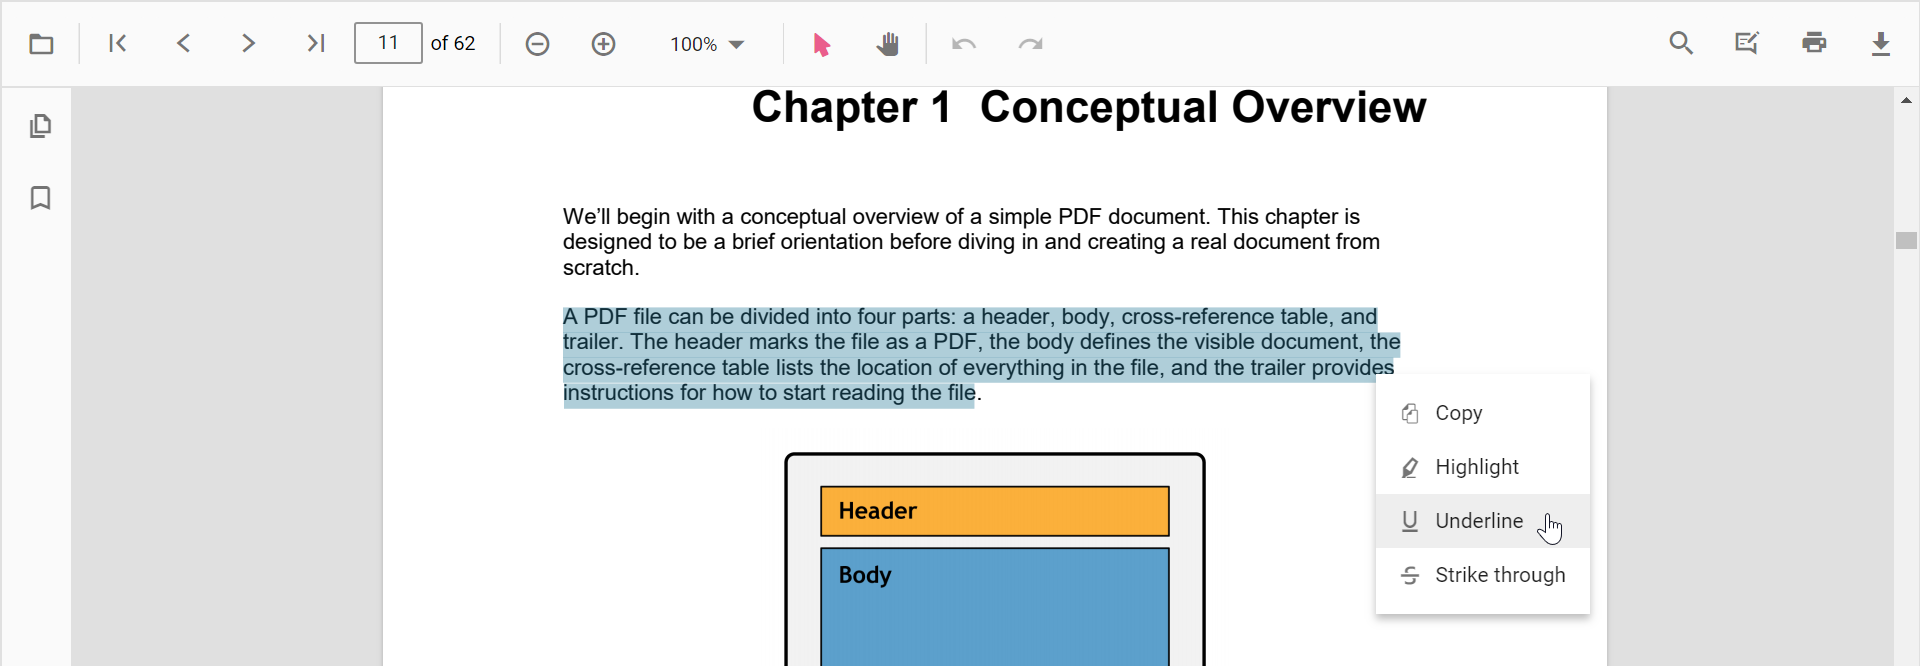 11 of 62 100%
Chapter 1 Conceptual Overview
We’ll begin with a conceptual overview of a simple PDF document. This chapter is
designed to be a brief orientation before diving in and creating a real document from
scratch.
A PDF file can be divided into four parts: a header, body, cross-reference table, and
trailer. The header marks the file as a PDF, the body defines the visible document, the
cross-reference table lists the location of everything in the file, and the trailer provides
instructions for how to start reading the file.
Copy
Highlight
Underline
Strike through
Header
Body